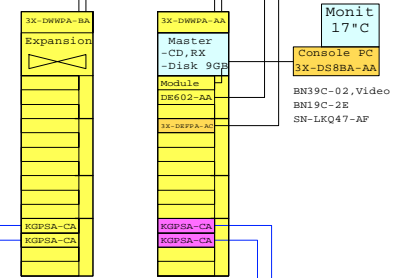 3X-DWWPA-BA
Expansion
KGPSA-CA
KGPSA-CA
3X-DWWPA-AA
Master
-CD,RX
-Disk 9GB
Module
DE602-AA
3X-DEFPA-AC
KGPSA-CA
KGPSA-CA
Monit
17"C
Console PC
3X-DS8BA-AA
BN39C-02,Video
BN19C-2E
SN-LKQ47-AF